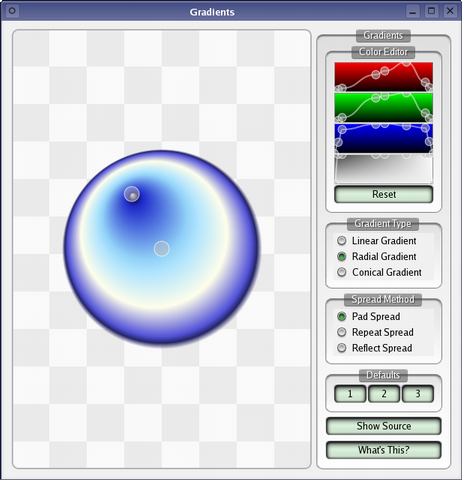 Gradients
Gradients
Color Editor
Reset
Gradient Type
Linear Gradient
Radial Gradient
Conical Gradient
Spread Method
Pad Spread
Repeat Spread
Reflect Spread
Defaults
1 2 3
Show Source
What's This?